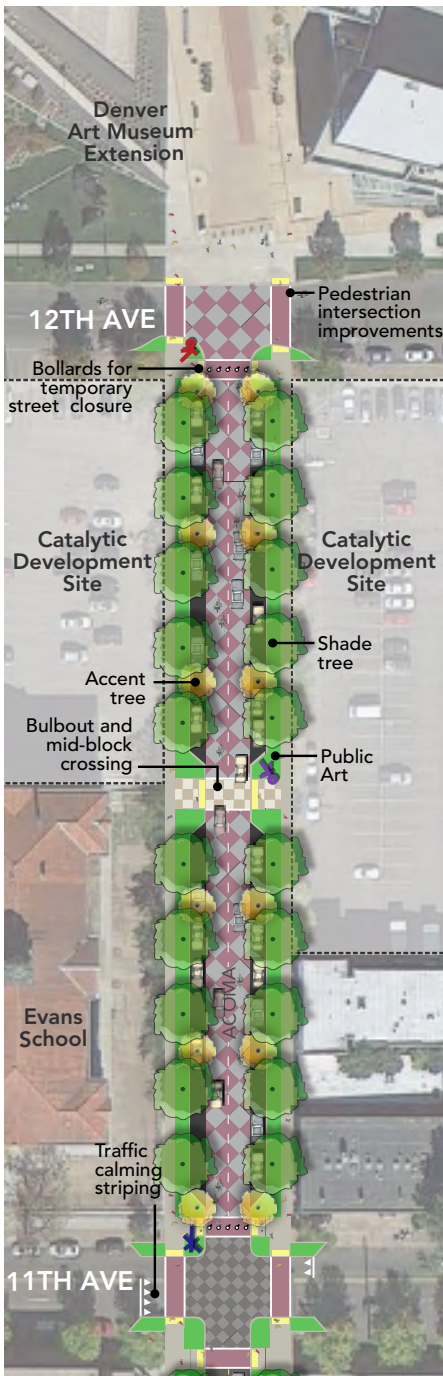 Denver
Art Museum
Extension
12TH AVE
Pedestrian
intersection
improvements
Bollards for
temporary
street closure
Catalytic
Development
Site
Catalytic
Development
Site
Shade
tree
Accent
tree
Bulbout and
mid-block
crossing
Public
Art
ACOMA
Evans
School
Traffic
calming
striping
11TH AVE